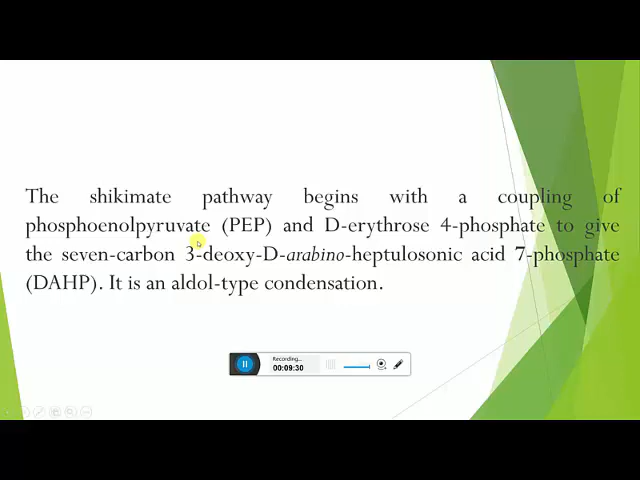 The shikimate pathway begins with a coupling of
phosphoenolpyruvate (PEP) and D-erythrose 4-phosphate to give
the seven-carbon 3-deoxy-D-arabino-heptulosonic acid 7-phosphate
(DAHP). It is an aldol-type condensation.
Recording...
00:09:30